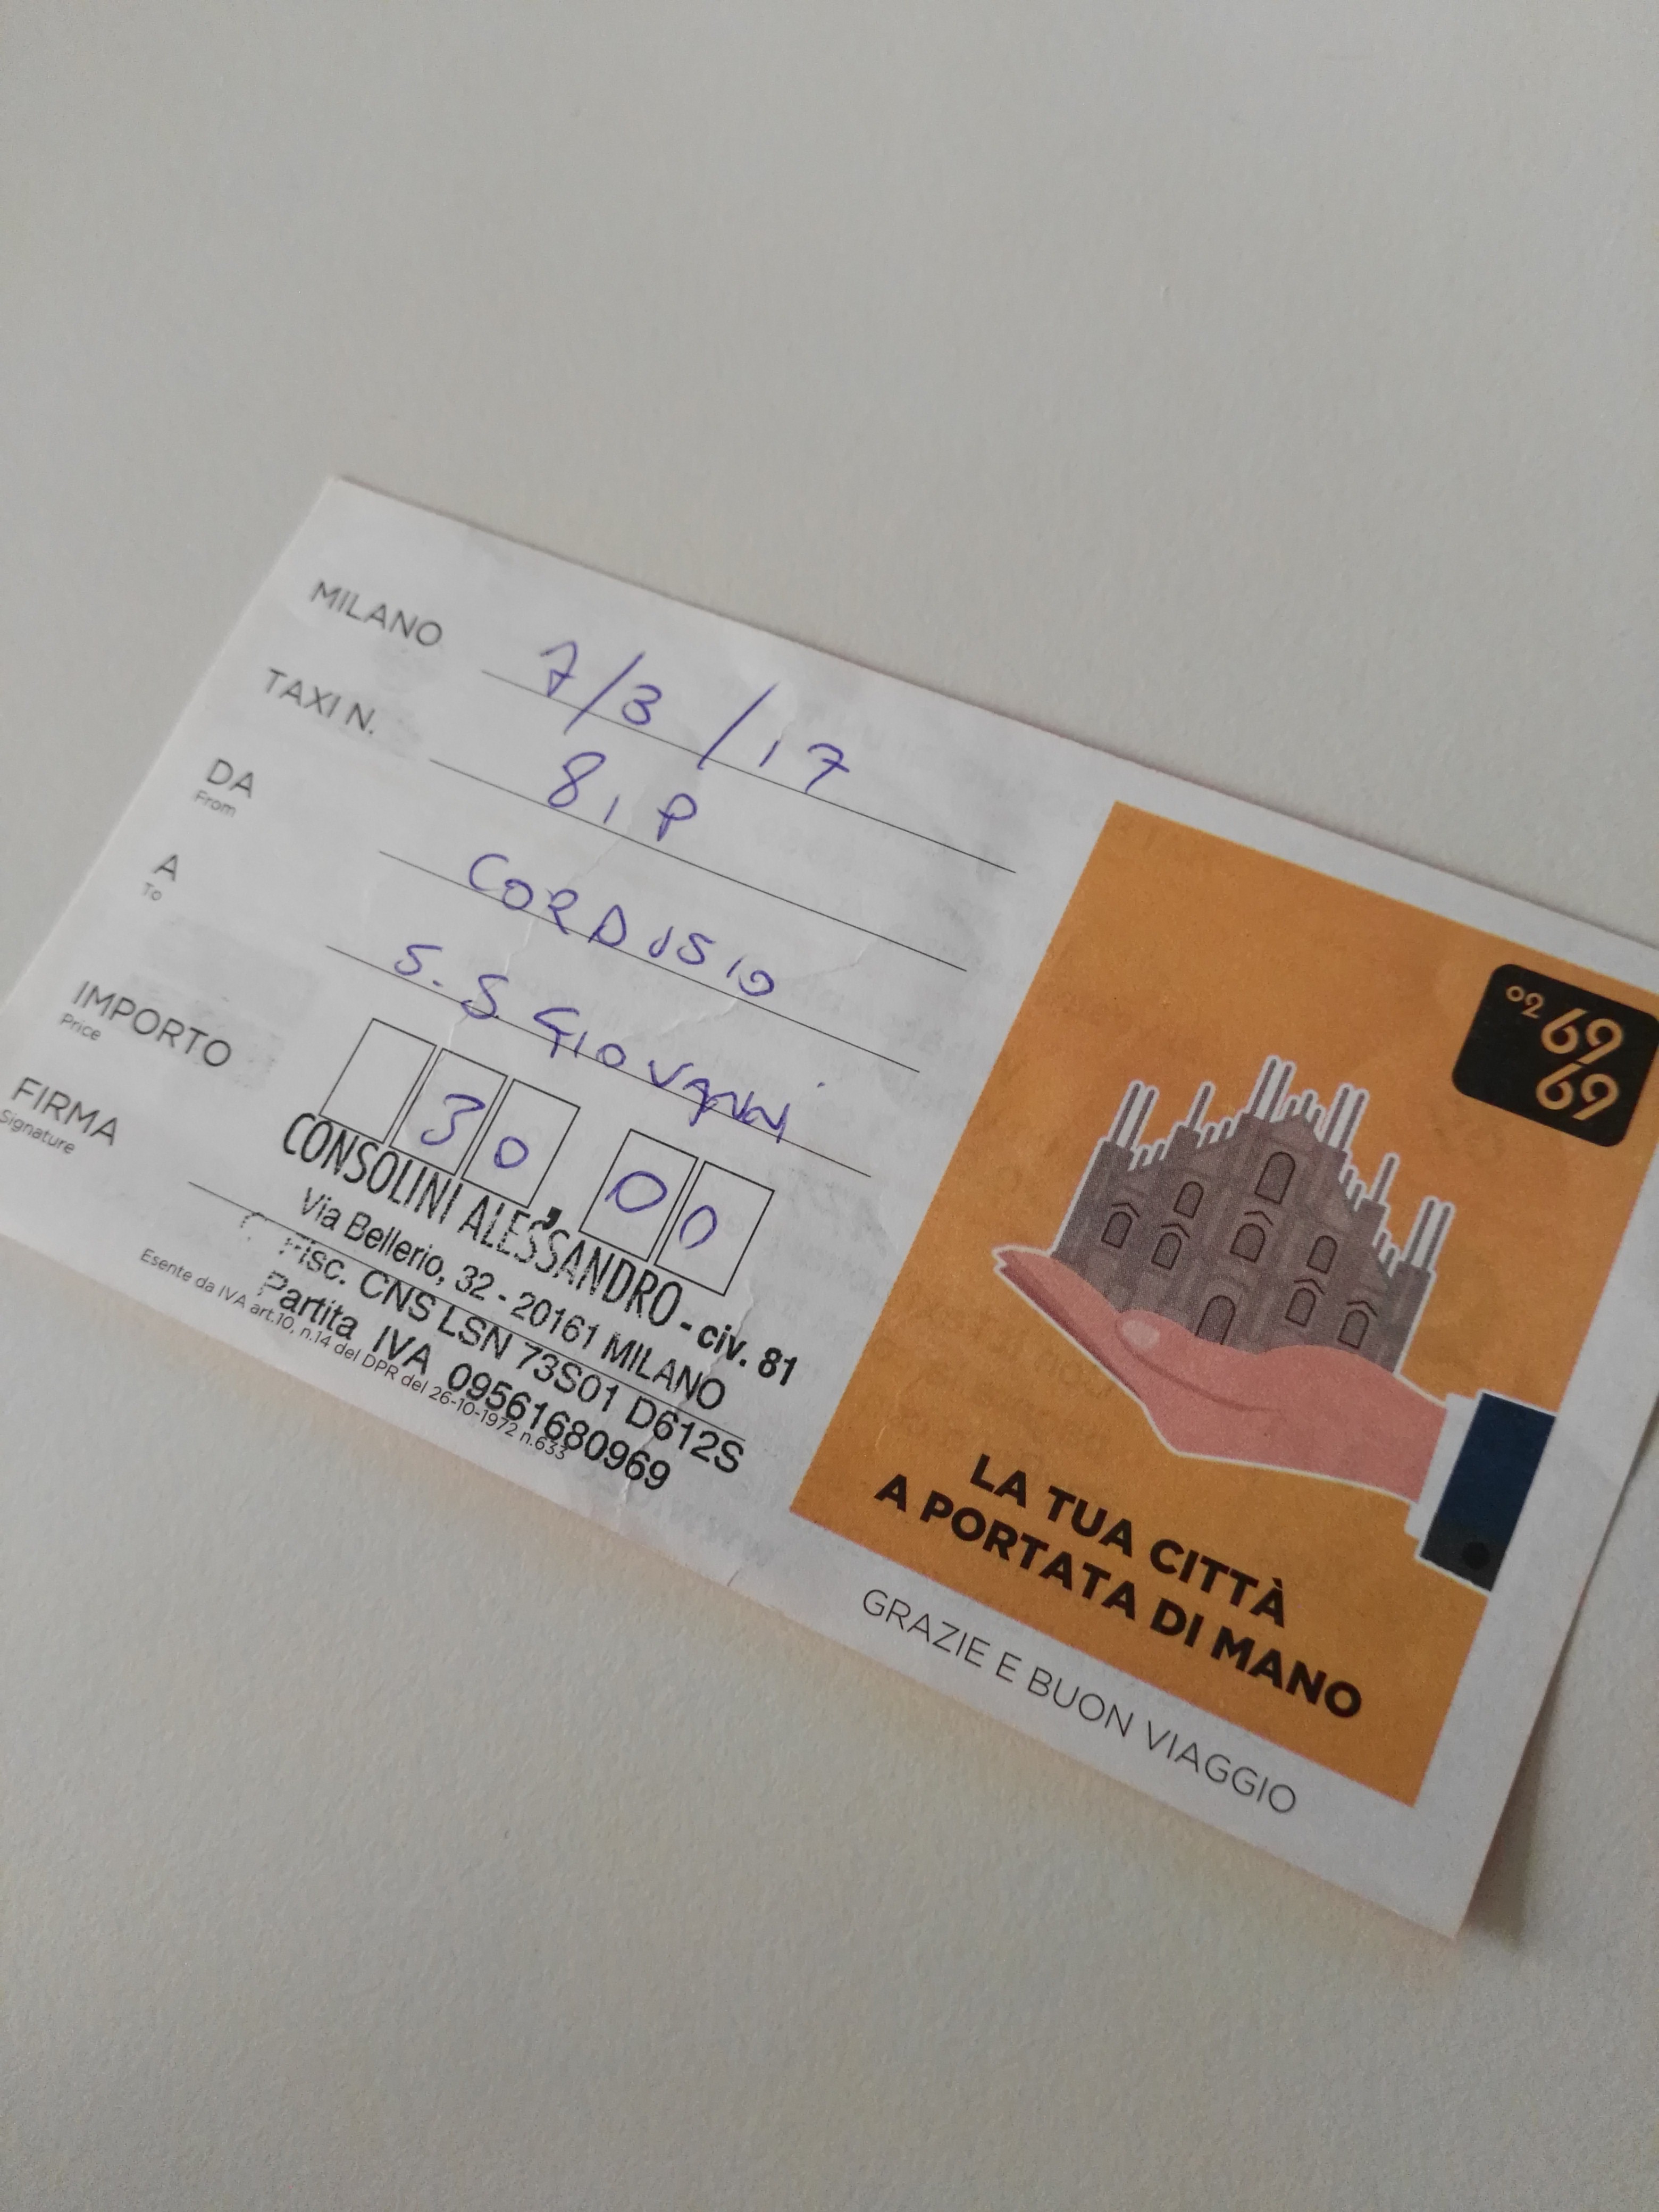 MILANO 7/3/17
TAXI N. 81 P
DA CORDUSIO
From
A S.S GIOVANNI
To
IMPORTO 30,00
Price
FIRMA
Signature
CONSOLINI ALESSANDRO - civ. 81
Via Bellerio, 32 - 20161 MILANO
C. Fisc. CNS LSN 73S01 D612S
Partita IVA 09561680969
Esente da IVA art.10, n.14 del DPR del 26-10-1972 n.633
02 69
69
LA TUA CITTÀ
A PORTATA DI MANO
GRAZIE E BUON VIAGGIO